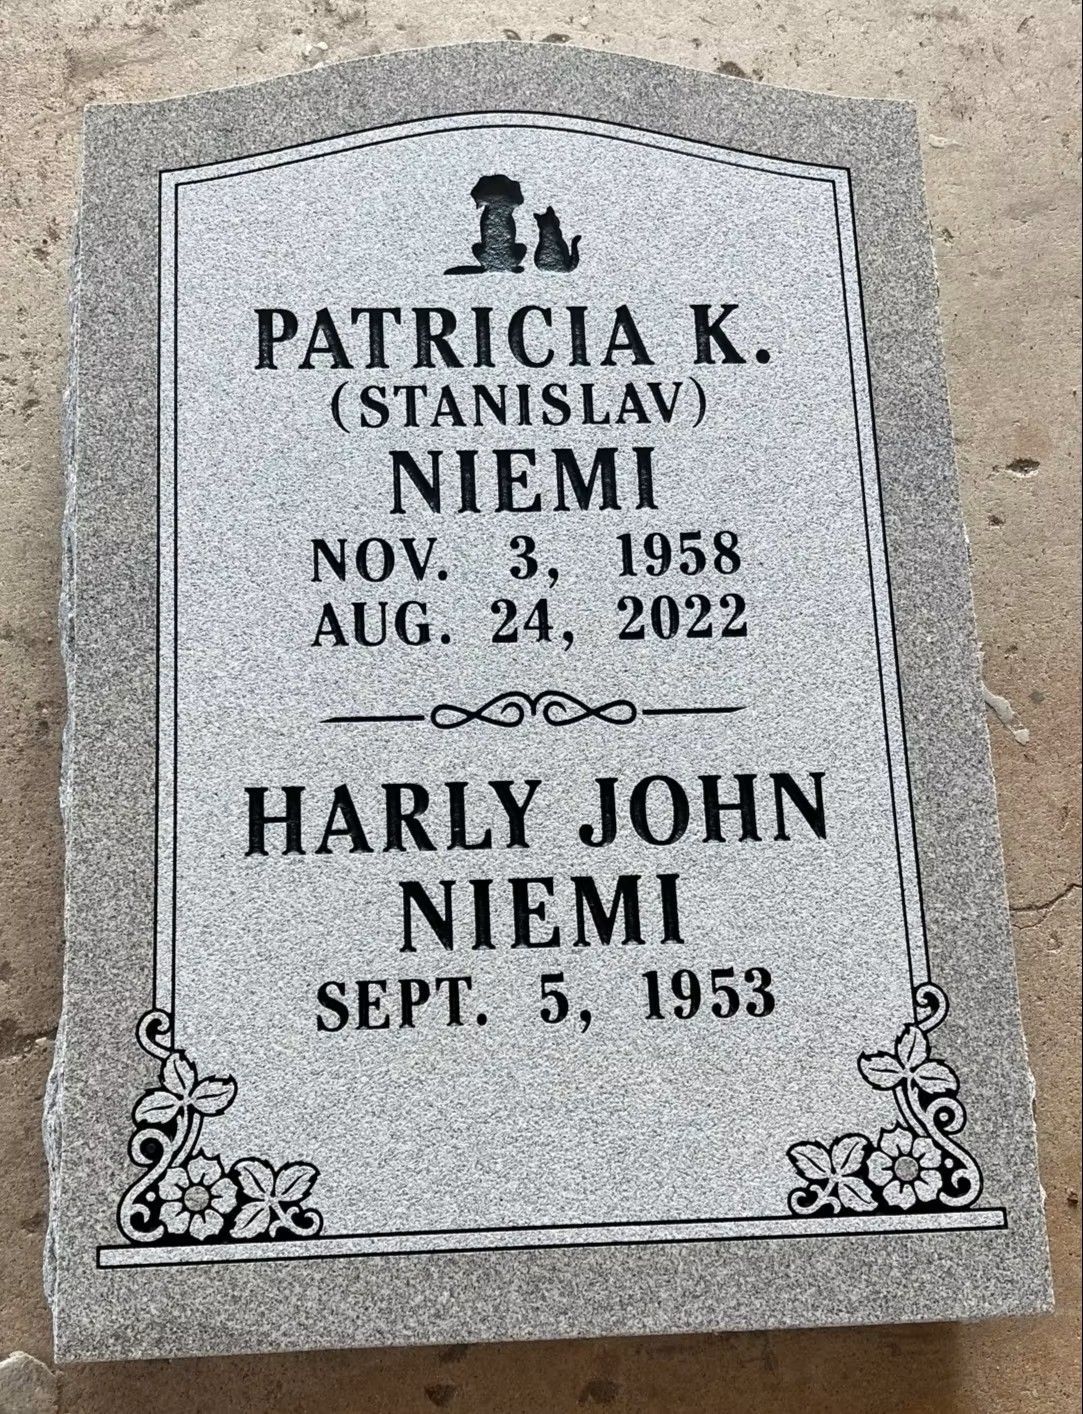 PATRICIA K.
(STANISLAV)
NIEMI
NOV. 3, 1958
AUG. 24, 2022
HARLY JOHN
NIEMI
SEPT. 5, 1953